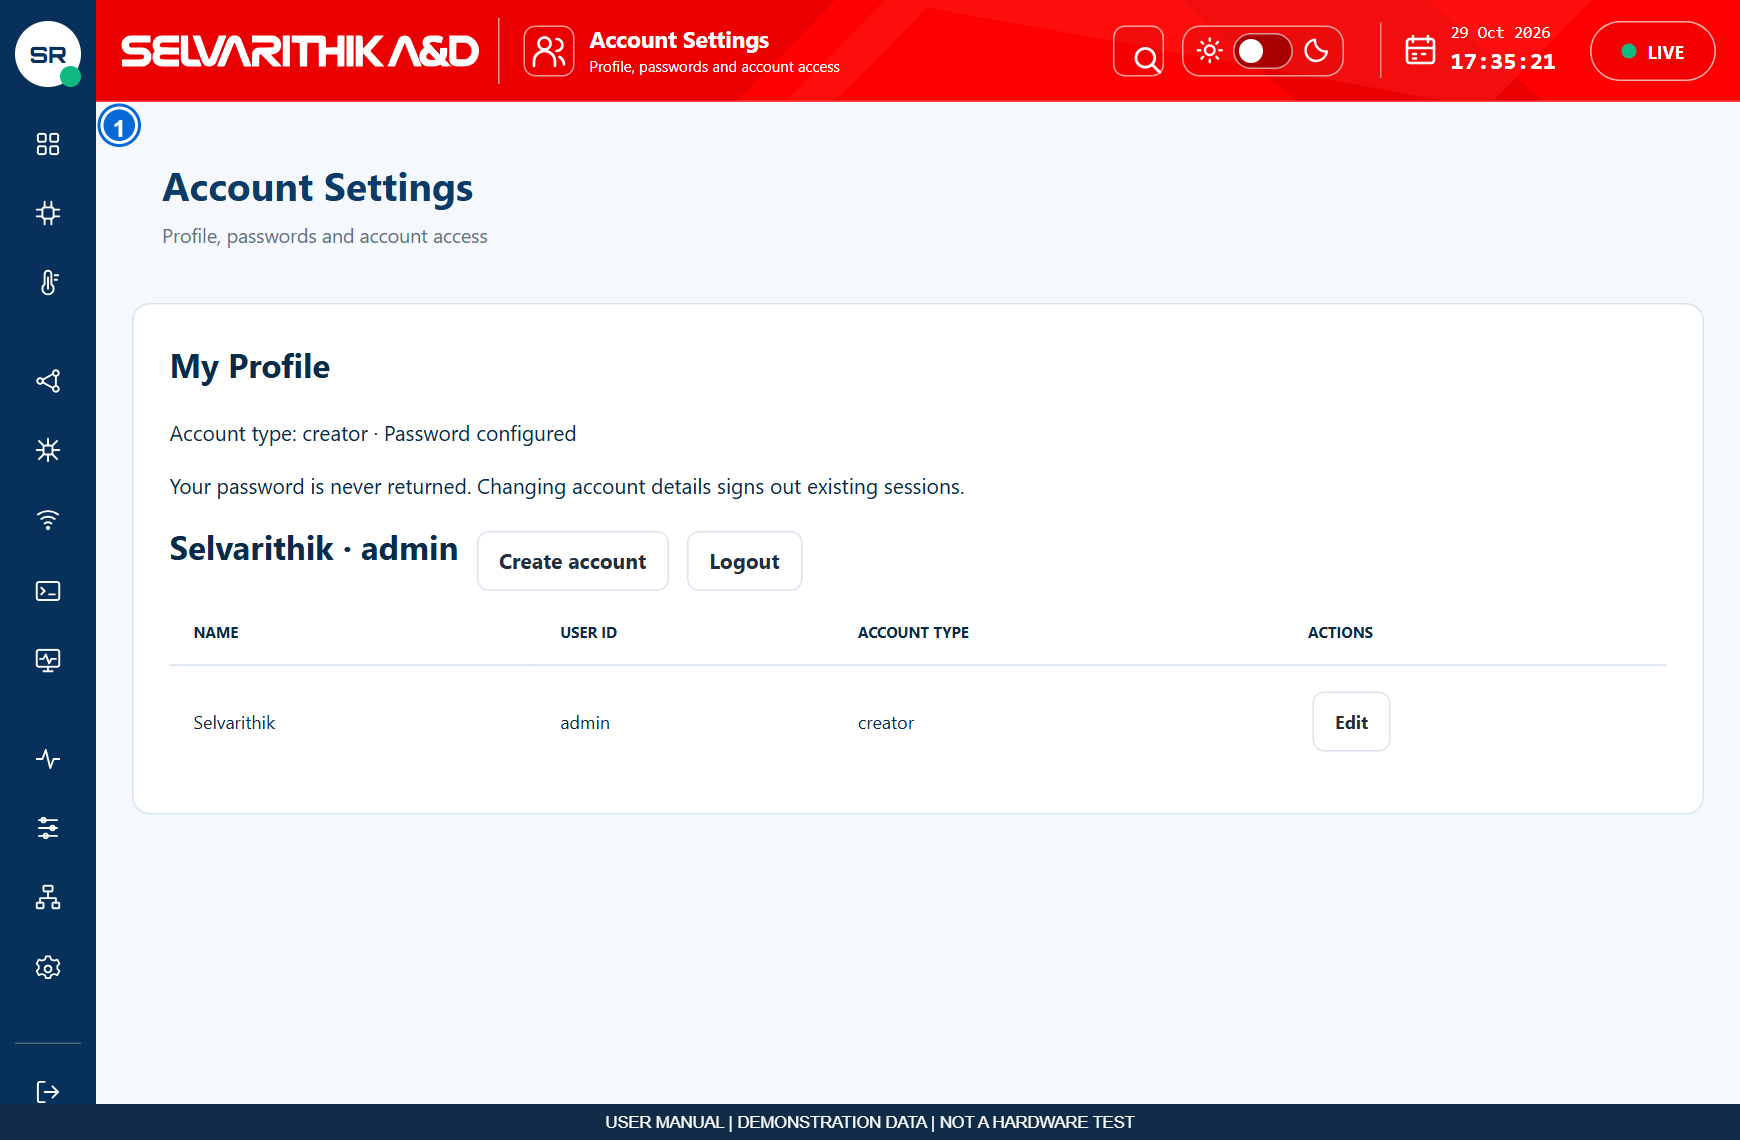 SR
SELVARITHIK A&D
Account Settings
Profile, passwords and account access
29 Oct 2026
17:35:21
LIVE
1
Account Settings
Profile, passwords and account access
My Profile
Account type: creator · Password configured
Your password is never returned. Changing account details signs out existing sessions.
Selvarithik · admin
Create account
Logout
NAME USER ID ACCOUNT TYPE ACTIONS
Selvarithik admin creator Edit
USER MANUAL | DEMONSTRATION DATA | NOT A HARDWARE TEST